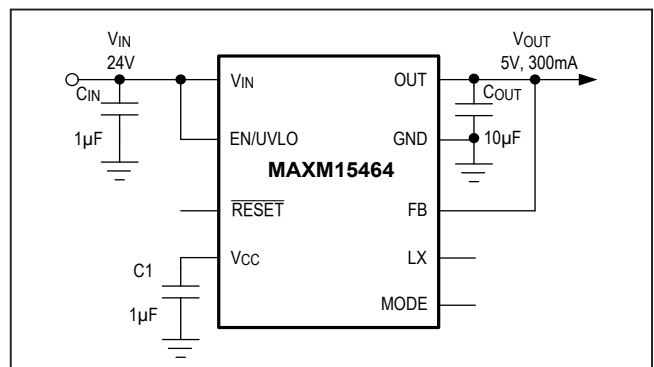 VIN
24V
CIN
1µF
VIN
EN/UVLO
RESET
VCC
C1
1µF
MAXM15464
OUT
GND
FB
LX
MODE
COUT
10µF
VOUT
5V, 300mA